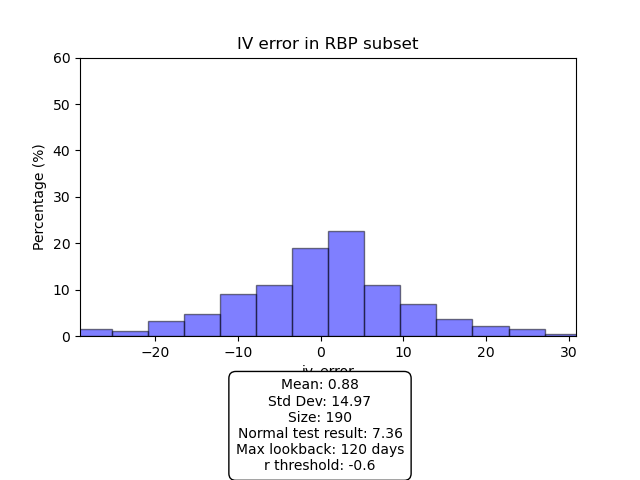 IV error in RBP subset
Percentage (%)
60
50
40
30
20
10
0
−20
−10
0
10
20
30
iv_error
Mean: 0.88
Std Dev: 14.97
Size: 190
Normal test result: 7.36
Max lookback: 120 days
r threshold: -0.6